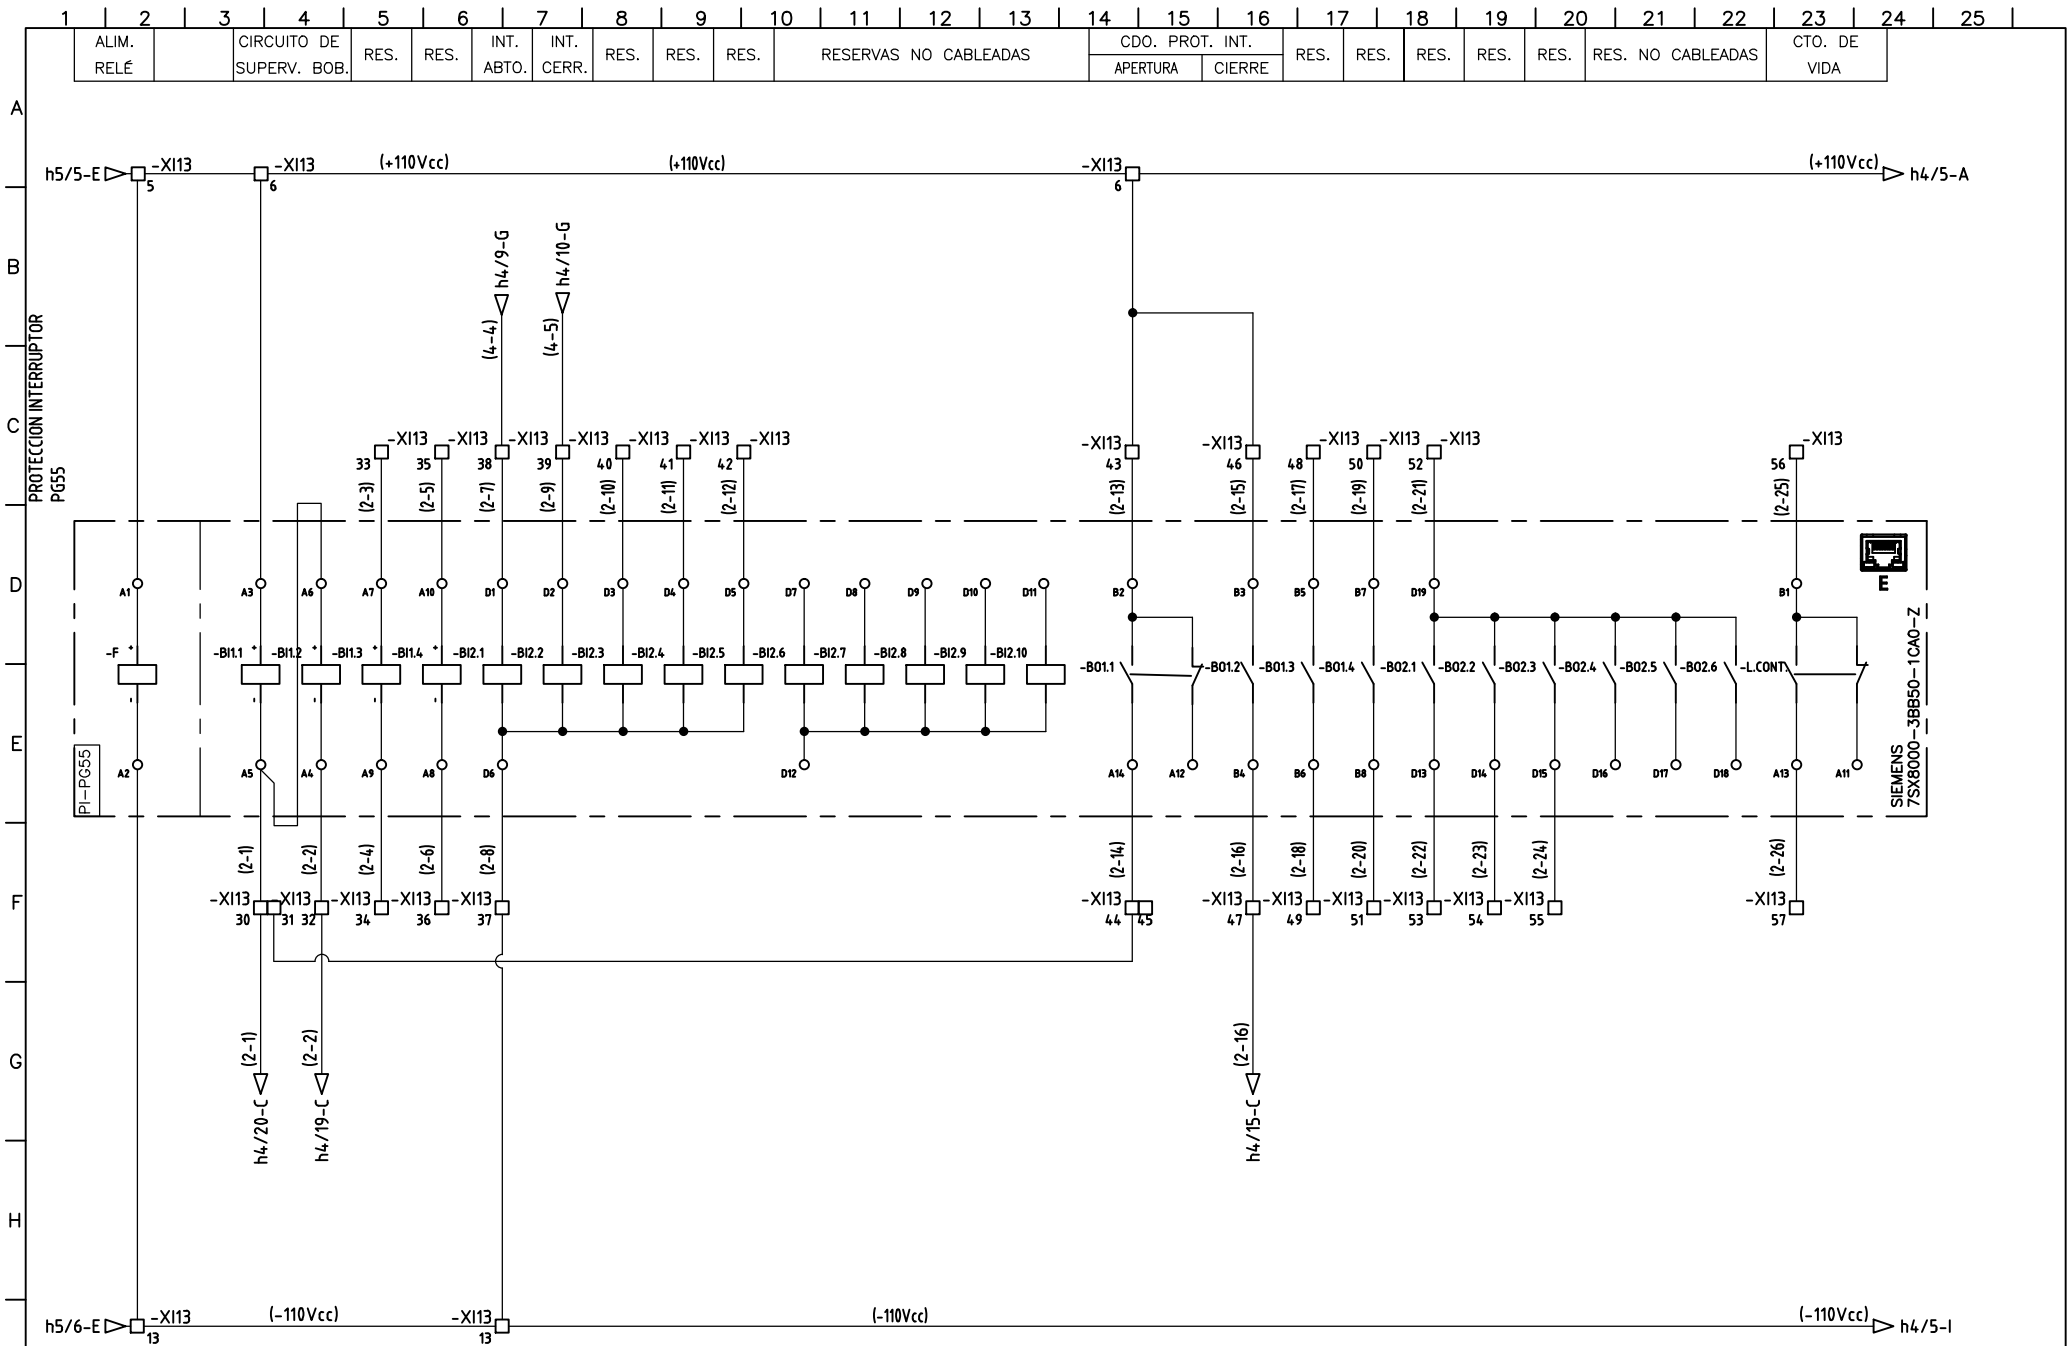 1 2 3 4 5 6 7 8 9 10 11 12 13 14 15 16 17 18 19 20 21 22 23 24 25
ALIM. RELÉ
CIRCUITO DE SUPERV. BOB.
RES.
RES.
INT. ABTO.
INT. CERR.
RES.
RES.
RES.
RESERVAS NO CABLEADAS
CDO. PROT. INT.
APERTURA
CIERRE
RES.
RES.
RES.
RES.
RES.
RES. NO CABLEADAS
CTO. DE VIDA
A
h5/5-E
-XI13
5
-XI13
6
(+110Vcc)
(+110Vcc)
-XI13
6
(+110Vcc)
h4/5-A
B
h4/9-G
h4/10-G
(4-4)
(4-5)
PROTECCION INTERRUPTOR
PG55
C
-XI13 -XI13 -XI13 -XI13 -XI13 -XI13 -XI13
33 35 38 39 40 41 42
-XI13 -XI13 -XI13 -XI13 -XI13 -XI13
43 46 48 50 52 56
(2-3) (2-5) (2-7) (2-9) (2-10) (2-11) (2-12) (2-13) (2-15) (2-17) (2-19) (2-21) (2-25)
D
A1 A3 A6 A7 A10 D1 D2 D3 D4 D5 D7 D8 D9 D10 D11 B2 B3 B5 B7 D19 B1
E
-F + -BI1.1 + -BI1.2 + -BI1.3 + -BI1.4 + -BI2.1 -BI2.2 -BI2.3 -BI2.4 -BI2.5 -BI2.6 -BI2.7 -BI2.8 -BI2.9 -BI2.10
-BO1.1 -BO1.2 -BO1.3 -BO1.4 -BO2.1 -BO2.2 -BO2.3 -BO2.4 -BO2.5 -BO2.6 -L.CONT.
- - - - -
SIEMENS
7SX8000-3BB50-1CA0-Z
E
PI-PG55
A2 A5 A4 A9 A8 D6 D12 A14 A12 B4 B6 B8 D13 D14 D15 D16 D17 D18 A13 A11
(2-1) (2-2) (2-4) (2-6) (2-8) (2-14) (2-16) (2-18) (2-20) (2-22) (2-23) (2-24) (2-26)
F
-XI13 -XI13 -XI13 -XI13 -XI13
30 31 32 34 36 37
-XI13 -XI13 -XI13 -XI13 -XI13 -XI13 -XI13 -XI13
44 45 47 49 51 53 54 55 57
G
(2-1)
(2-2)
(2-16)
h4/20-C
h4/19-C
h4/15-C
H
h5/6-E
-XI13
13
(-110Vcc)
-XI13
13
(-110Vcc)
(-110Vcc)
h4/5-I